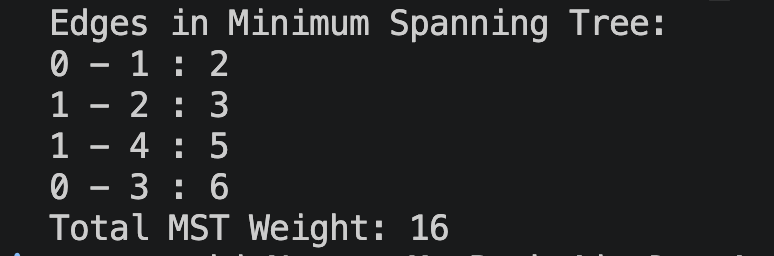 Edges in Minimum Spanning Tree:
0 - 1 : 2
1 - 2 : 3
1 - 4 : 5
0 - 3 : 6
Total MST Weight: 16